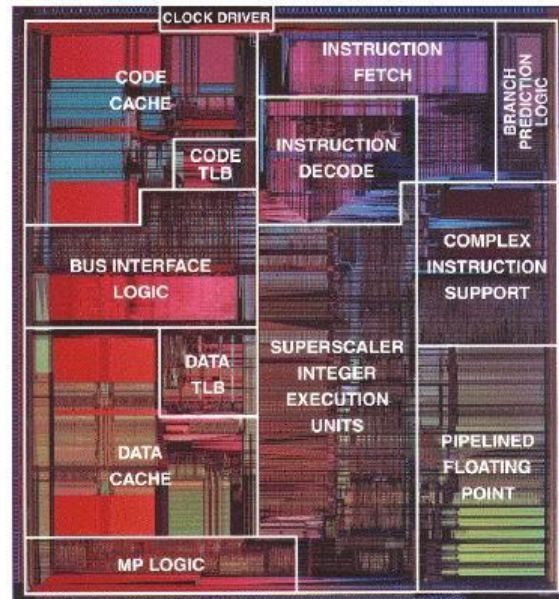 CLOCK DRIVER
CODE
CACHE
INSTRUCTION
FETCH
BRANCH
PREDICTION
LOGIC
CODE
TLB
INSTRUCTION
DECODE
BUS INTERFACE
LOGIC
COMPLEX
INSTRUCTION
SUPPORT
DATA
TLB
SUPERSCALER
INTEGER
EXECUTION
UNITS
DATA
CACHE
PIPELINED
FLOATING
POINT
MP LOGIC